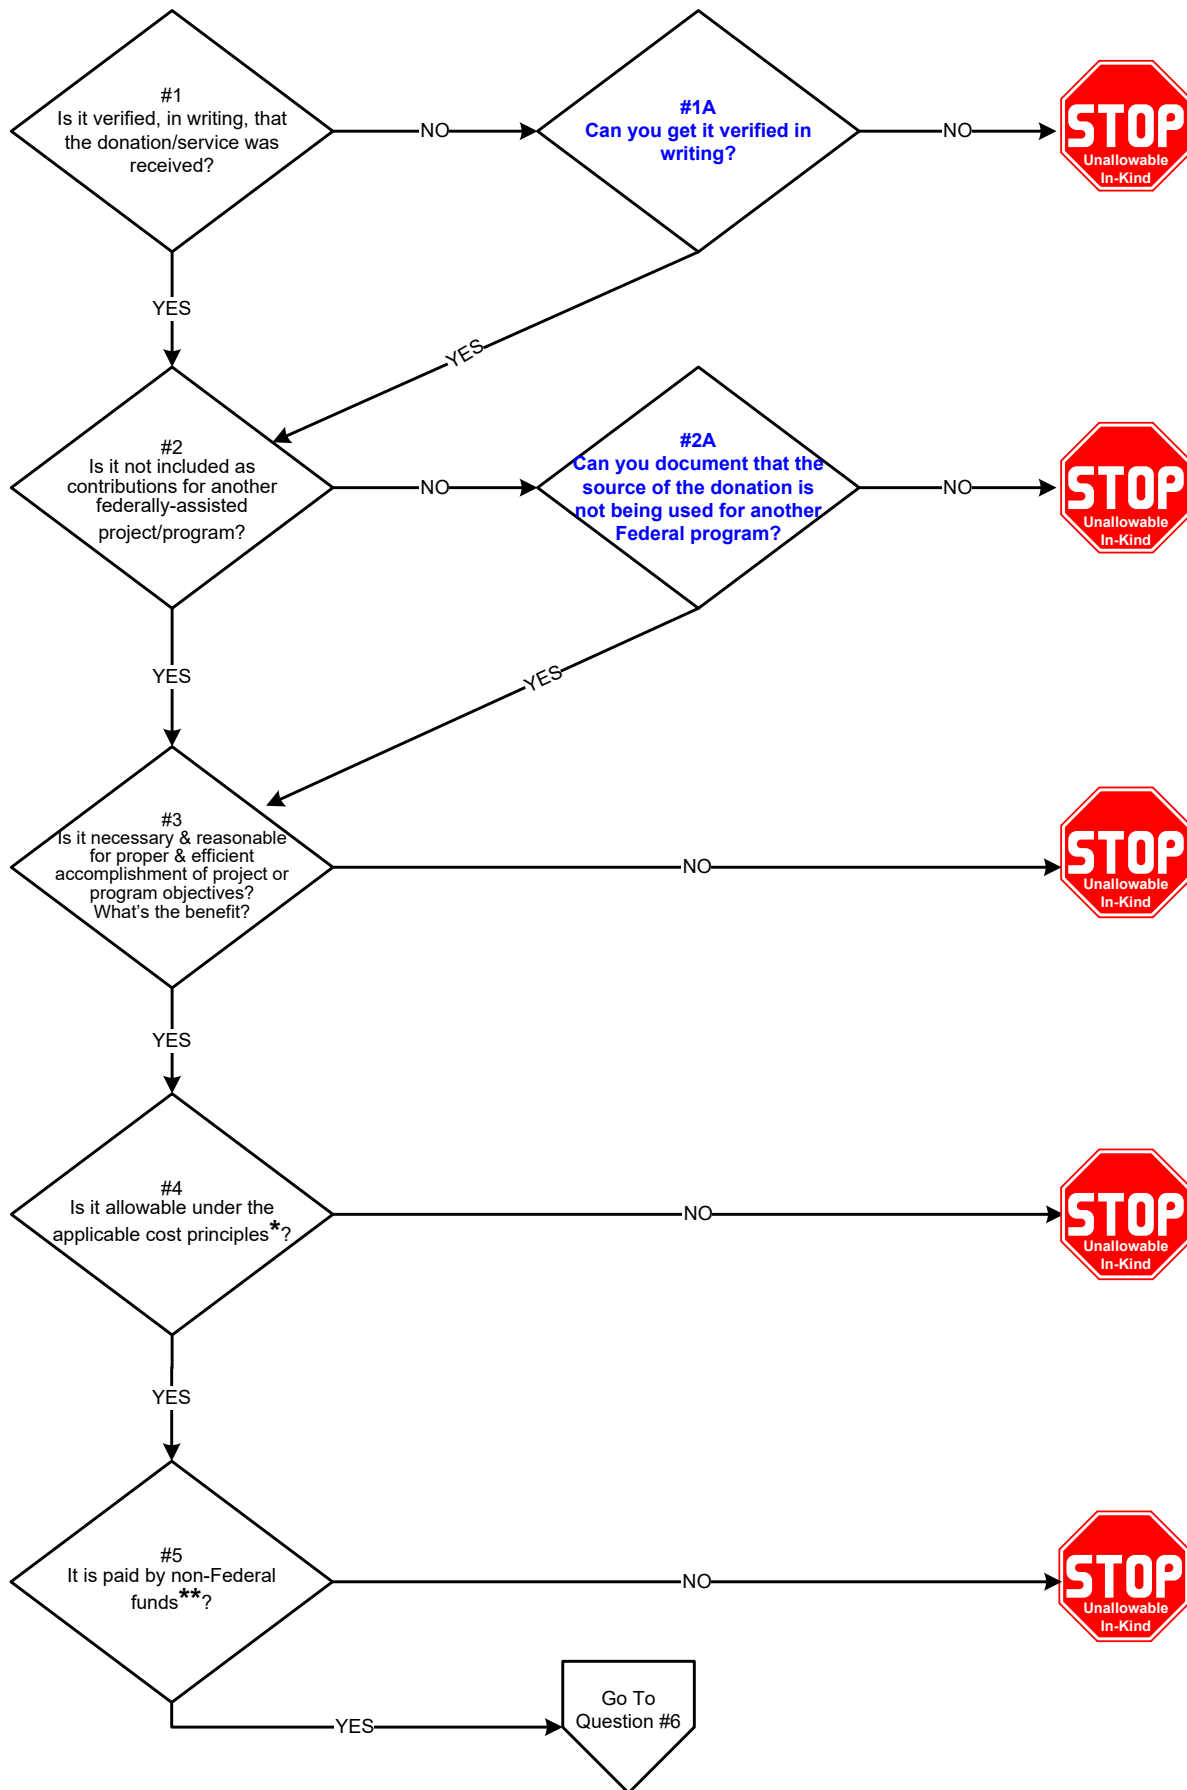 #1
Is it verified, in writing, that
the donation/service was
received?
NO
#1A
Can you get it verified in
writing?
NO
STOP
Unallowable
In-Kind
YES
YES
#2
Is it not included as
contributions for another
federally-assisted
project/program?
NO
#2A
Can you document that the
source of the donation is
not being used for another
Federal program?
NO
STOP
Unallowable
In-Kind
YES
YES
#3
Is it necessary & reasonable
for proper & efficient
accomplishment of project or
program objectives?
What's the benefit?
NO
STOP
Unallowable
In-Kind
YES
#4
Is it allowable under the
applicable cost principles*?
NO
STOP
Unallowable
In-Kind
YES
#5
It is paid by non-Federal
funds**?
NO
STOP
Unallowable
In-Kind
YES
Go To
Question #6